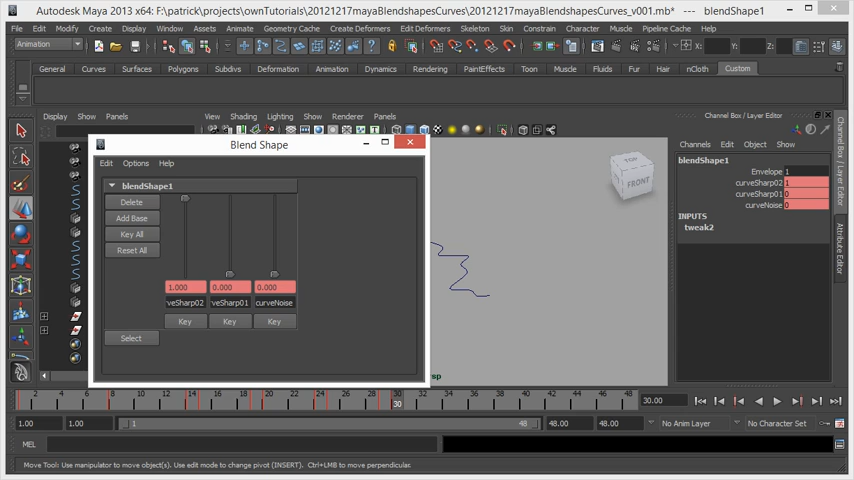 Autodesk Maya 2013 x64: F:\patrick\projects\ownTutorials\20121217mayaBlendshapesCurves\20121217mayaBlendshapesCurves_v001.mb* --- blendShape1
File Edit Modify Create Display Window Assets Animate Geometry Cache Create Deformers Edit Deformers Skeleton Skin Constrain Character Muscle Pipeline Cache
Animation X: Y: Z:
General Curves Surfaces Polygons Subdivs Deformation Animation Dynamics Rendering PaintEffects Toon Muscle Fluids Fur Hair nCloth Custom
Display Show Panels View Shading Lighting Show Renderer Panels
Channel Box / Layer Editor
Blend Shape
Edit Options Help
blendShape1
Delete
Add Base
Key All
Reset All
1.000 0.000 0.000
veSharp02 veSharp01 curveNoise
Key Key Key
Select
TOP
FRONT
sp
Channels Edit Object Show
blendShape1
Envelope 1
curveSharp02 1
curveSharp01 0
curveNoise 0
INPUTS
tweak2
Channel Box / Layer Editor
Attribute Editor
2 4 6 8 10 12 14 16 18 20 22 24 26 28 30 32 34 36 38 40 42 44 46 48
30
30.00
1.00 1.00 1 48 48.00 48.00 No Anim Layer No Character Set
MEL
Move Tool: Use manipulator to move object(s). Use edit mode to change pivot (INSERT). Ctrl+LMB to move perpendicular.